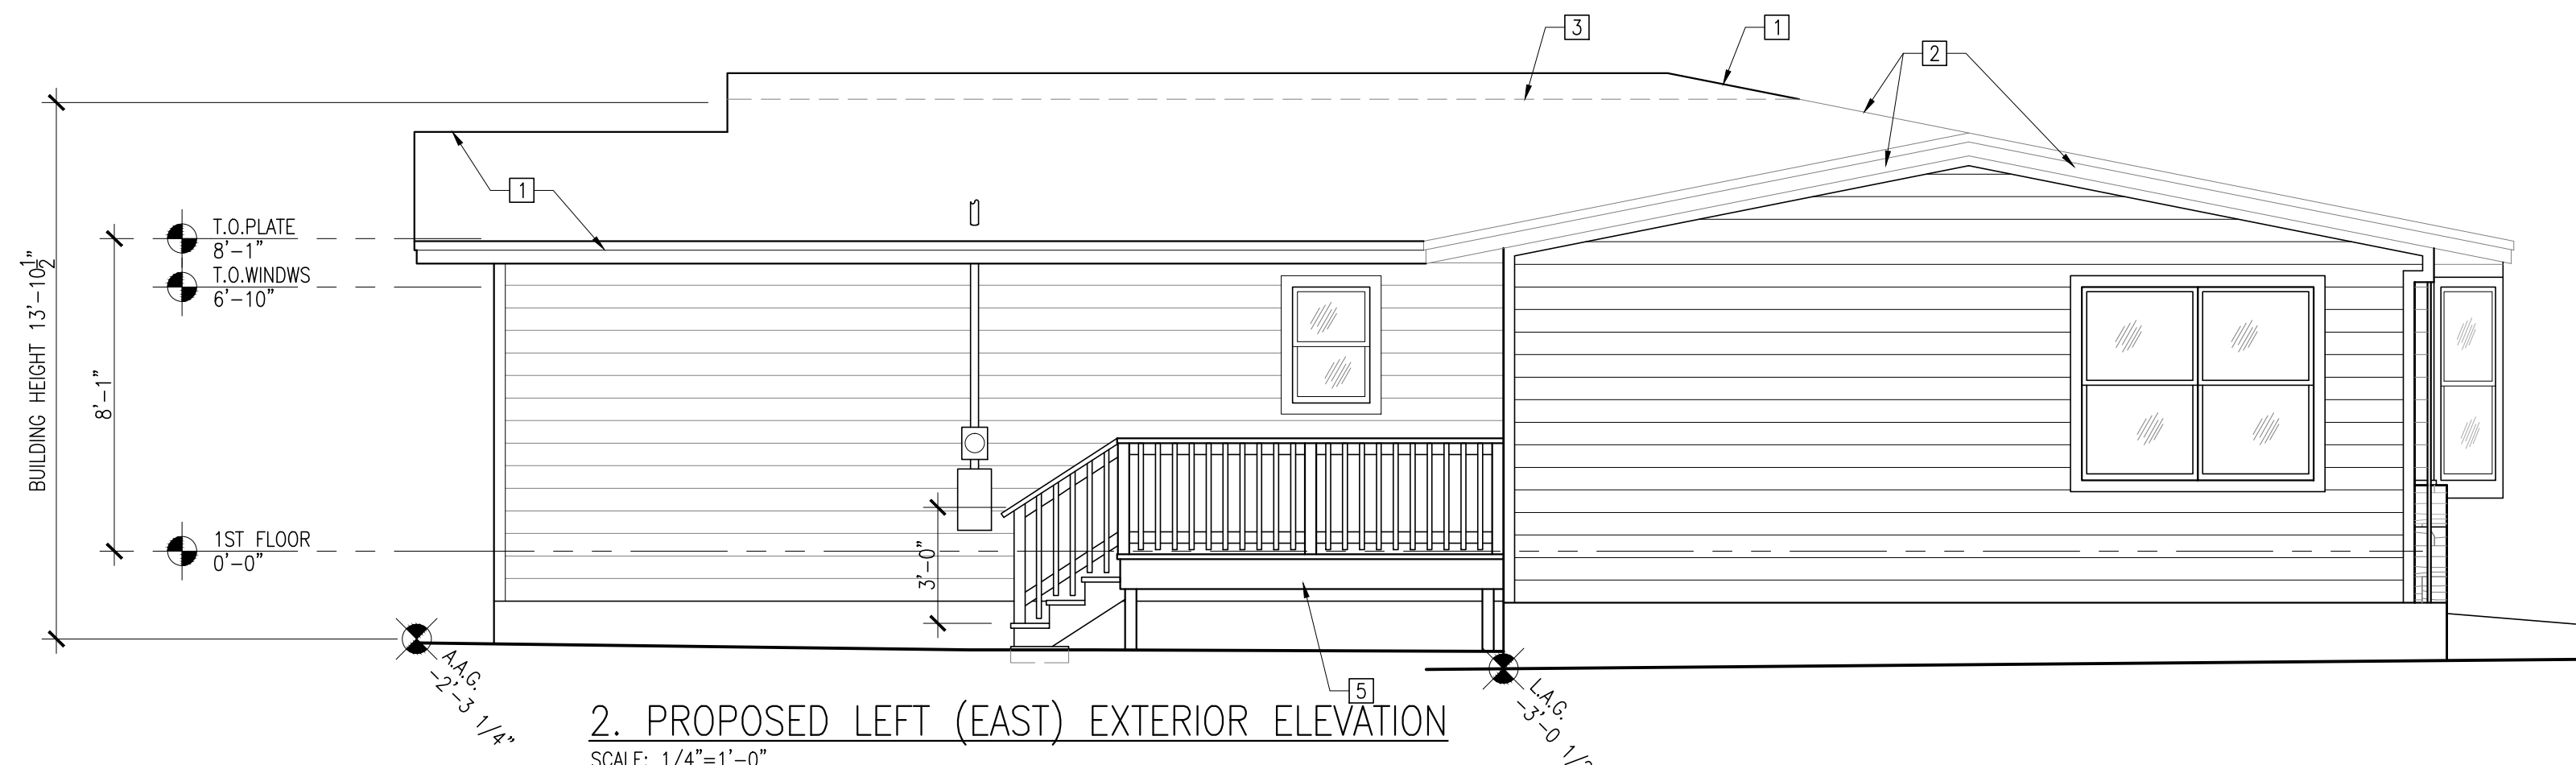 3
1
2
1
T.O.PLATE
8'-1"
T.O.WINDWS
6'-10"
BUILDING HEIGHT 13'-10 1/2"
8'-1"
1ST FLOOR
0'-0"
3'-0"
A.A.G.
-2'-3 1/4"
L.A.G.
-3'-0
5
2. PROPOSED LEFT (EAST) EXTERIOR ELEVATION
SCALE: 1/4"=1'-0"